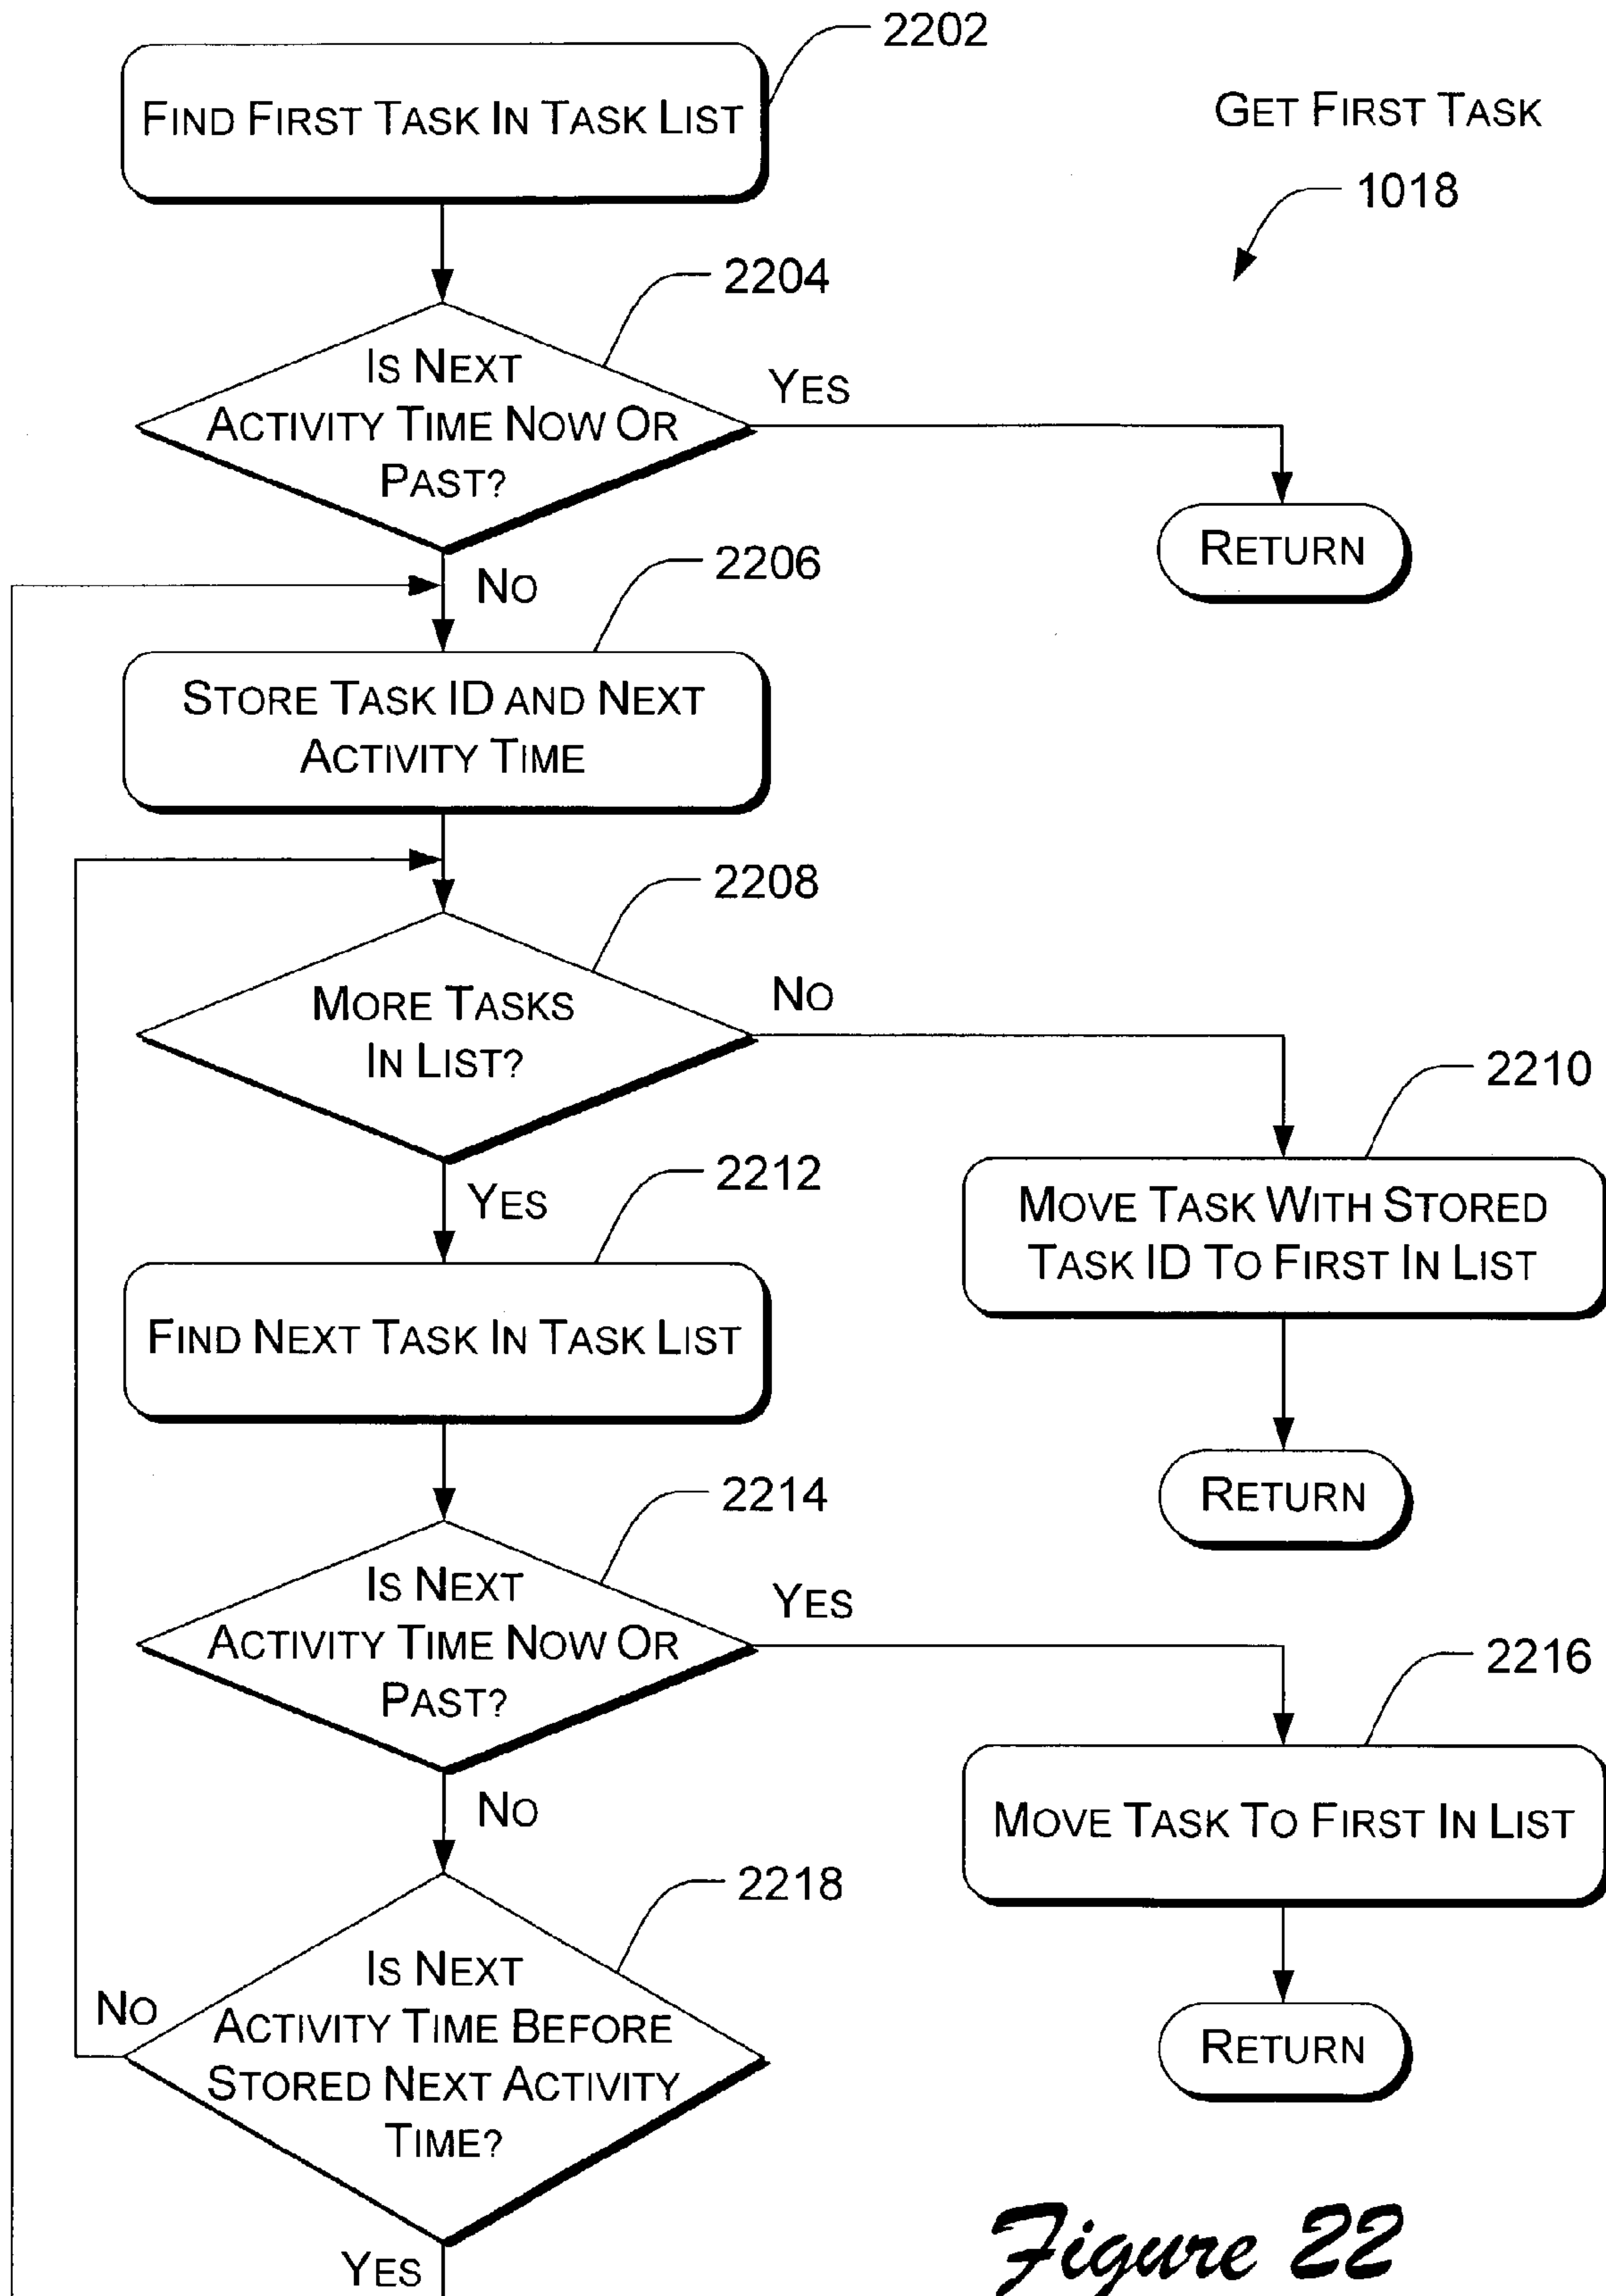 2202
FIND FIRST TASK IN TASK LIST
GET FIRST TASK
1018
2204
IS NEXT
ACTIVITY TIME NOW OR
PAST?
YES
RETURN
NO
2206
STORE TASK ID AND NEXT
ACTIVITY TIME
2208
MORE TASKS
IN LIST?
NO
2210
MOVE TASK WITH STORED
TASK ID TO FIRST IN LIST
RETURN
YES
2212
FIND NEXT TASK IN TASK LIST
2214
IS NEXT
ACTIVITY TIME NOW OR
PAST?
YES
2216
MOVE TASK TO FIRST IN LIST
RETURN
NO
2218
IS NEXT
ACTIVITY TIME BEFORE
STORED NEXT ACTIVITY
TIME?
NO
YES
Figure 22